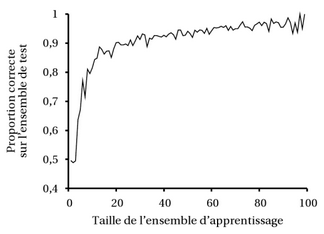 1
0,9
0,8
0,7
0,6
0,5
0,4
Proportion correcte
sur l'ensemble de test
0 20 40 60 80 100
Taille de l'ensemble d'apprentissage